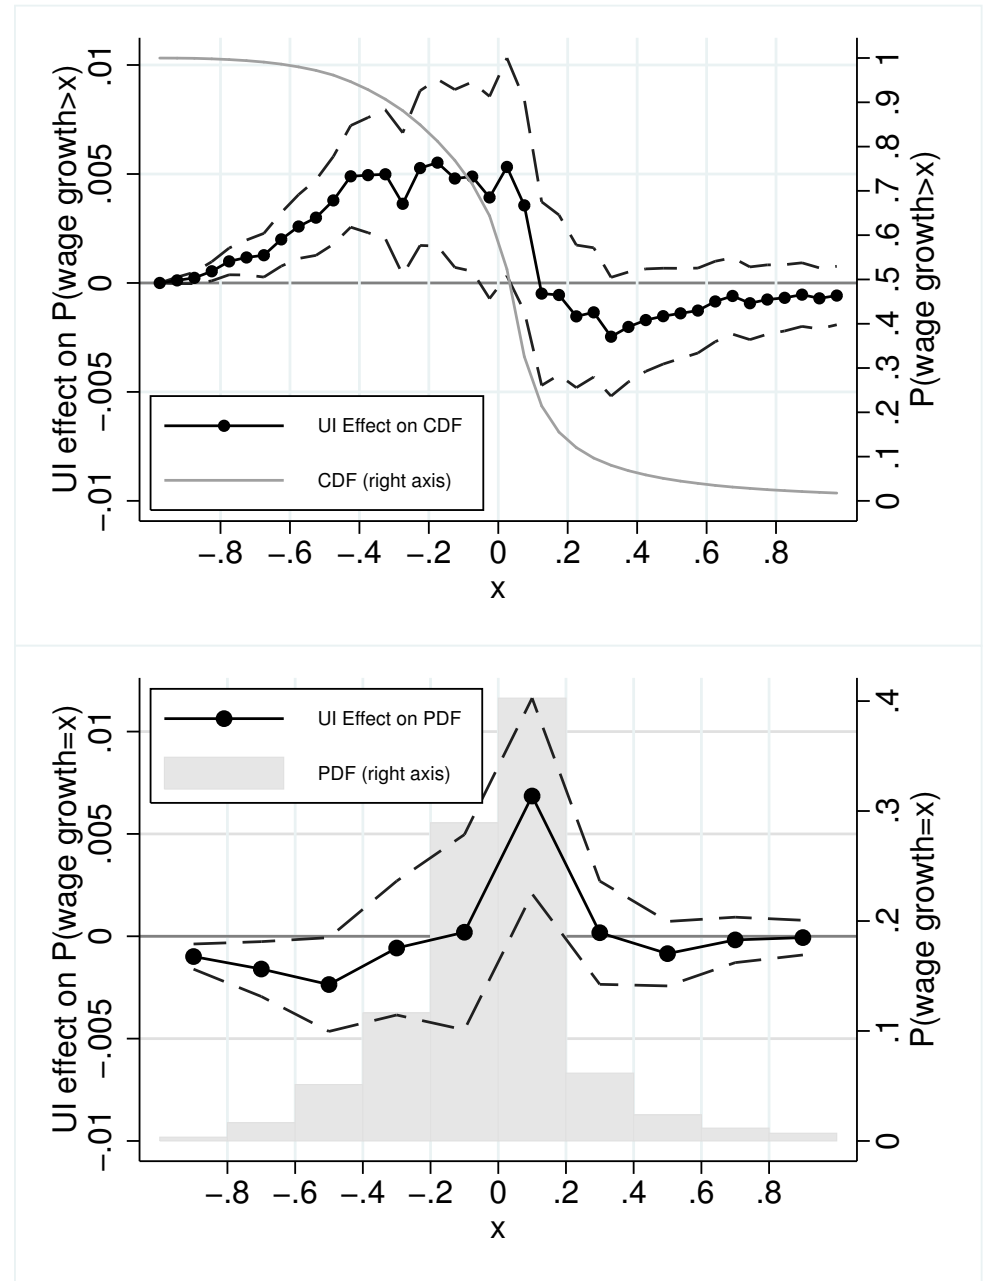 UI effect on P(wage growth>x)
.01
.005
0
−.005
−.01
1
.9
.8
.7
.6
.5
.4
.3
.2
.1
0
P(wage growth>x)
UI Effect on CDF
CDF (right axis)
−.8 −.6 −.4 −.2 0 .2 .4 .6 .8
x
UI effect on P(wage growth=x)
.01
.005
0
−.005
−.01
.4
.3
.2
.1
0
P(wage growth=x)
UI Effect on PDF
PDF (right axis)
−.8 −.6 −.4 −.2 0 .2 .4 .6 .8
x